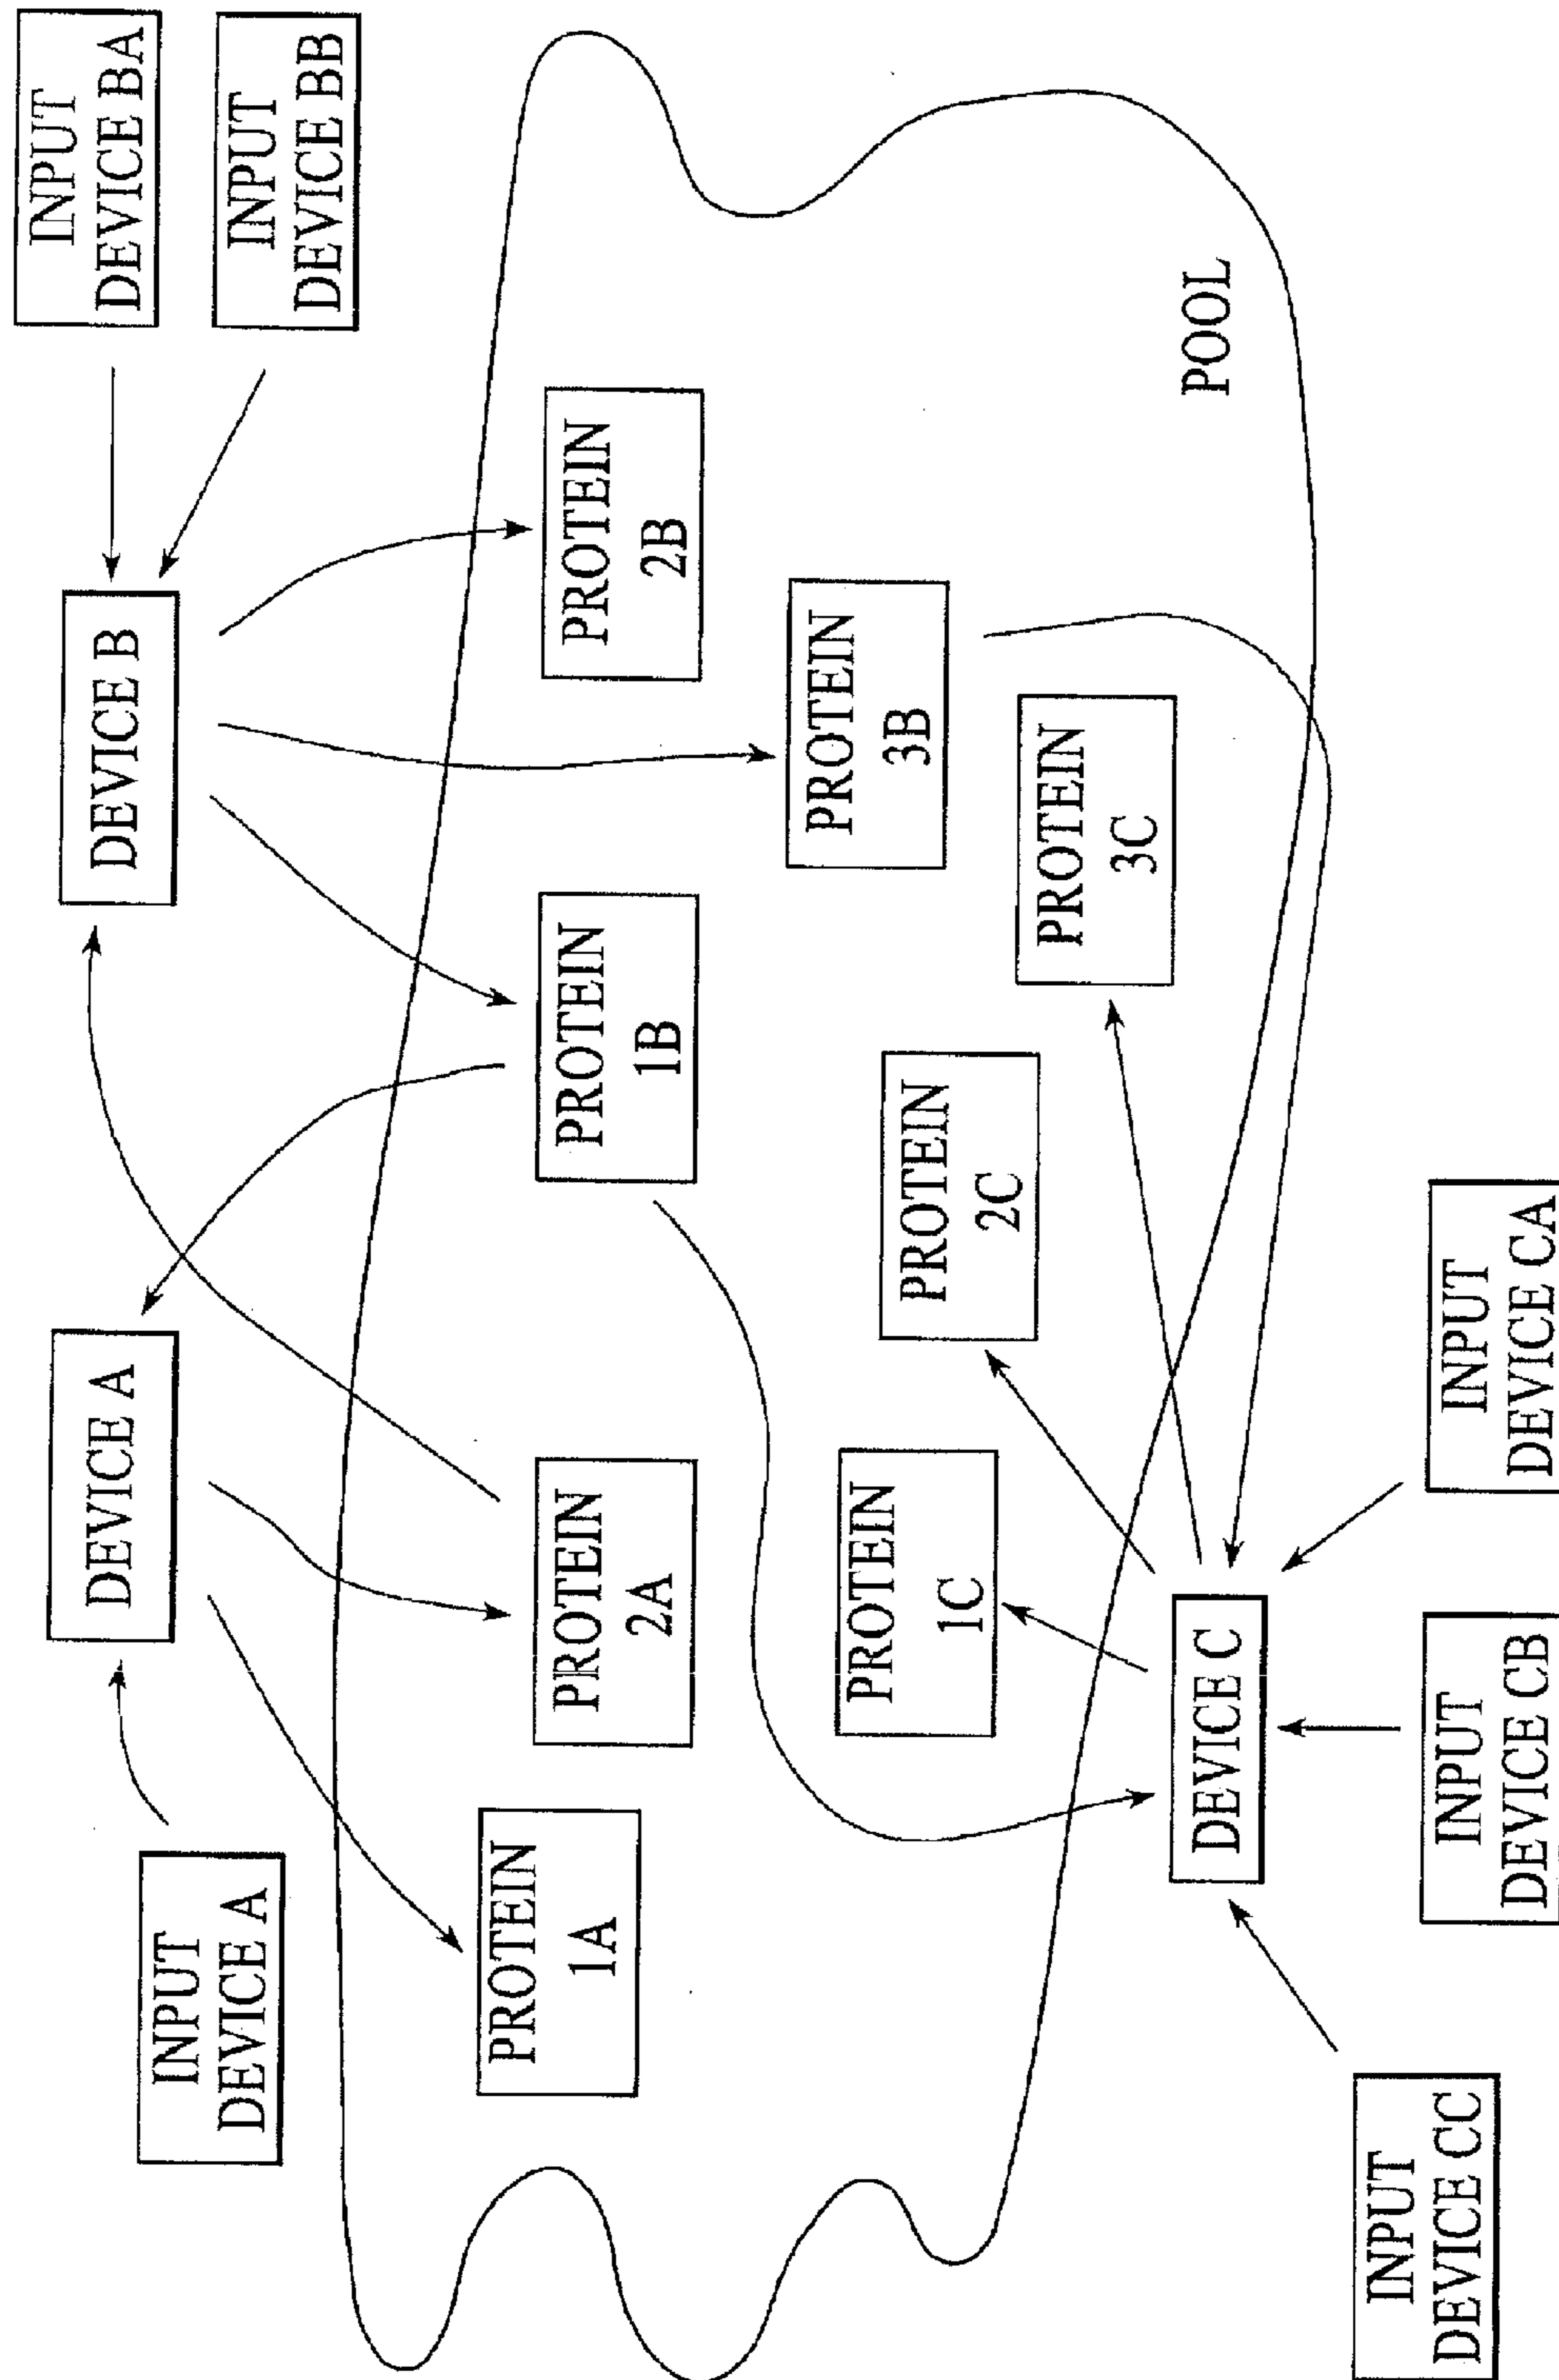 INPUT
DEVICE A
DEVICE A
DEVICE B
INPUT
DEVICE BA
INPUT
DEVICE BB
PROTEIN
1A
PROTEIN
2A
PROTEIN
1B
PROTEIN
2B
PROTEIN
3B
PROTEIN
1C
PROTEIN
2C
PROTEIN
3C
POOL
DEVICE C
INPUT
DEVICE CC
INPUT
DEVICE CB
INPUT
DEVICE CA